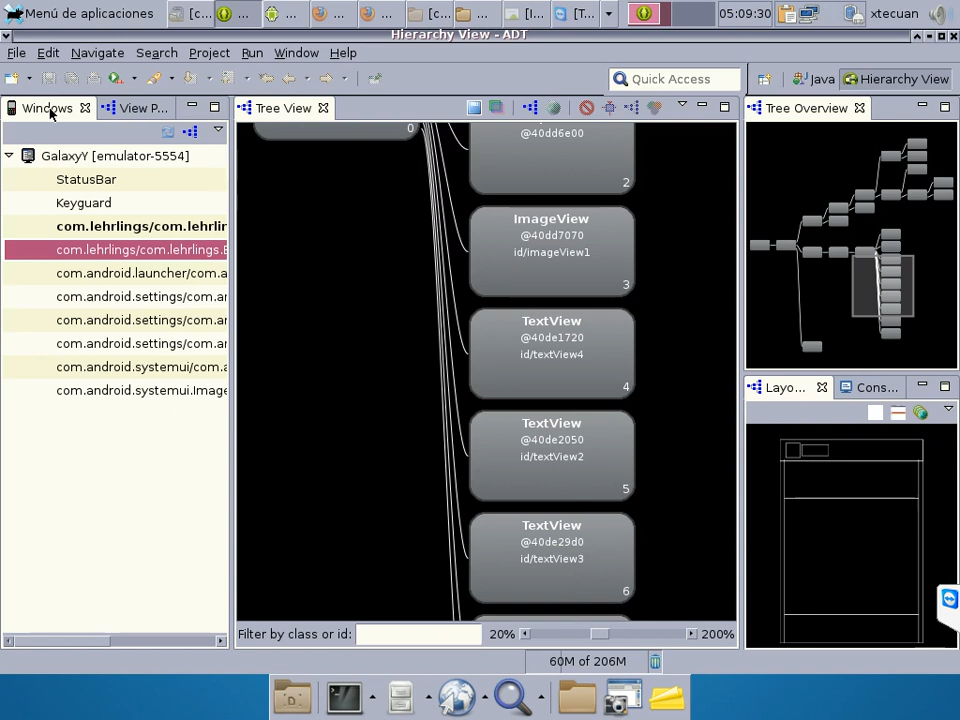 Menú de aplicaciones [c... ... ... ... ... [c... ... [I... [T... 05:09:30 xtecuan
Hierarchy View - ADT
File Edit Navigate Search Project Run Window Help
Quick Access Java Hierarchy View
Windows View P... Tree View Tree Overview
GalaxyY [emulator-5554]
StatusBar
Keyguard
com.lehrlings/com.lehrlin
com.lehrlings/com.lehrlings.
com.android.launcher/com.a
com.android.settings/com.ar
com.android.settings/com.ar
com.android.settings/com.ar
com.android.systemui/com.a
com.android.systemui.Image
0
@40dd6e00
2
ImageView
@40dd7070
id/imageView1
3
TextView
@40de1720
id/textView4
4
TextView
@40de2050
id/textView2
5
TextView
@40de29d0
id/textView3
6
Layo... Cons...
Filter by class or id: 20% 200%
60M of 206M
D